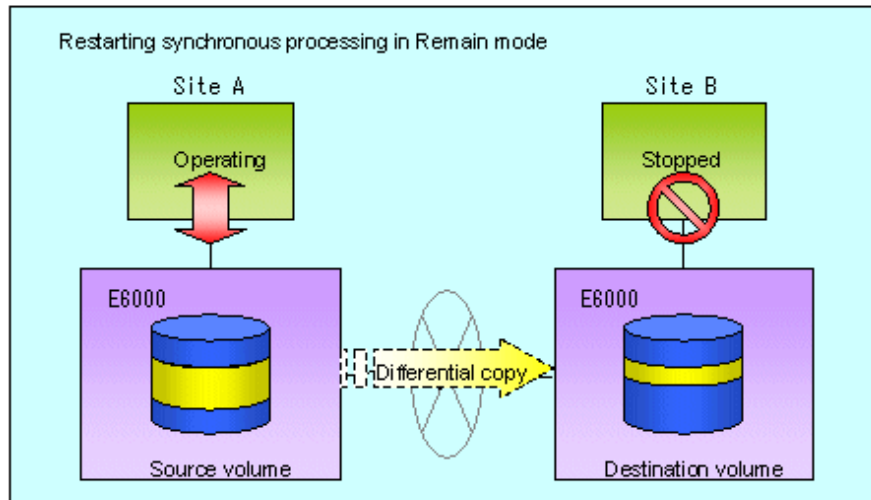 Restarting synchronous processing in Remain mode
Site A
Site B
Operating
Stopped
E6000
E6000
Differential copy
Source volume
Destination volume